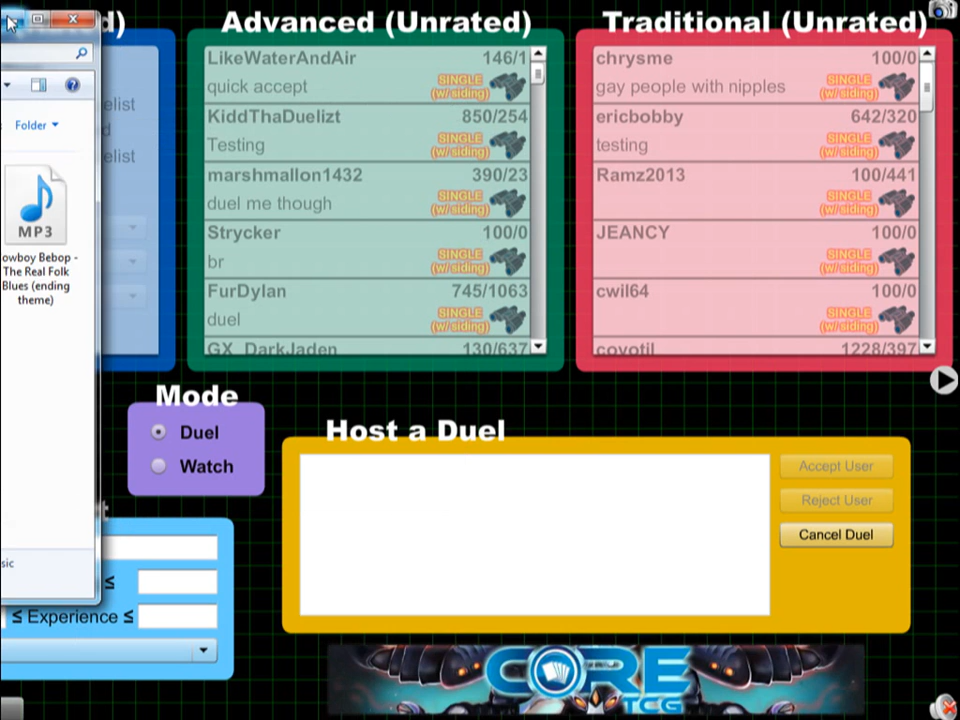 d)
Advanced (Unrated)
Traditional (Unrated)
LikeWaterAndAir 146/1
quick accept
SINGLE
(w/ siding)
KiddThaDuelizt 850/254
Testing
SINGLE
(w/ siding)
marshmallon1432 390/23
duel me though
SINGLE
(w/ siding)
Strycker 100/0
br
SINGLE
(w/ siding)
FurDylan 745/1063
duel
SINGLE
(w/ siding)
GX_DarkJaden 130/637
chrysme 100/0
gay people with nipples
SINGLE
(w/ siding)
ericbobby 642/320
testing
SINGLE
(w/ siding)
Ramz2013 100/441
SINGLE
(w/ siding)
JEANCY 100/0
SINGLE
(w/ siding)
cwil64 100/0
SINGLE
(w/ siding)
covotil 1228/397
elist
d
elist
Folder
MP3
owboy Bebop -
The Real Folk
Blues (ending
theme)
sic
Mode
Duel
Watch
Host a Duel
Accept User
Reject User
Cancel Duel
t
≤
≤ Experience ≤
CORE
TCG